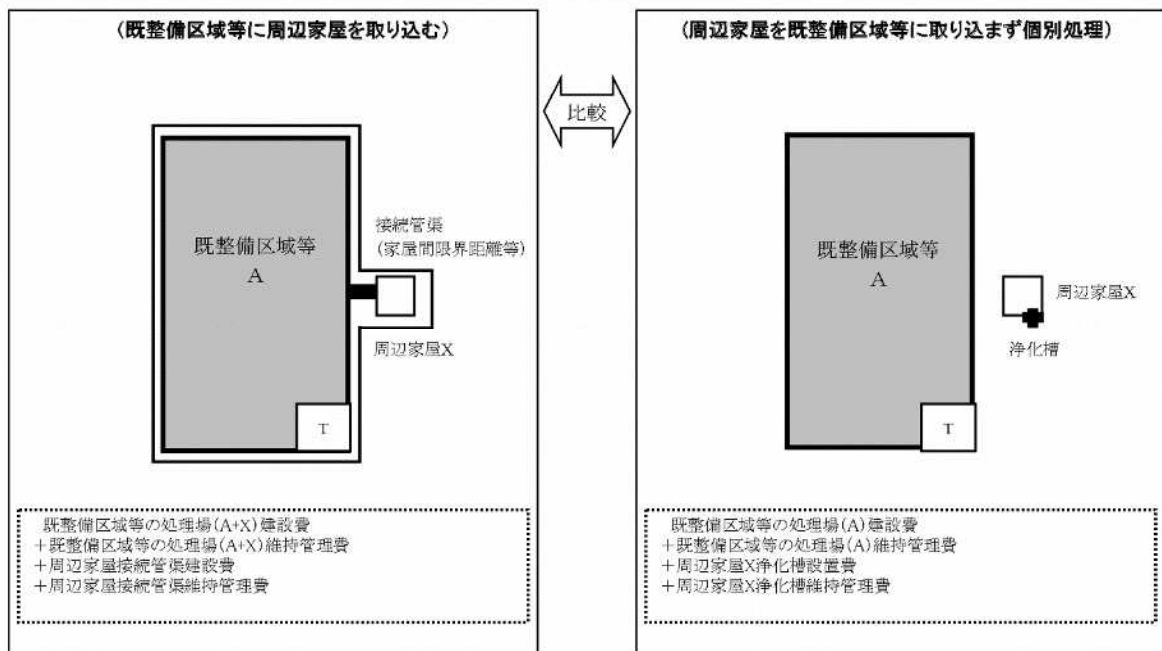 (既整備区域等に周辺家屋を取り込む)
既整備区域等
A
接続管渠
(家屋間限界距離等)
周辺家屋X
T
既整備区域等の処理場(A+X)建設費
＋既整備区域等の処理場(A+X)維持管理費
＋周辺家屋接続管渠建設費
＋周辺家屋接続管渠維持管理費
比較
(周辺家屋を既整備区域等に取り込まず個別処理)
既整備区域等
A
周辺家屋X
浄化槽
T
既整備区域等の処理場(A)建設費
＋既整備区域等の処理場(A)維持管理費
＋周辺家屋X浄化槽設置費
＋周辺家屋X浄化槽維持管理費